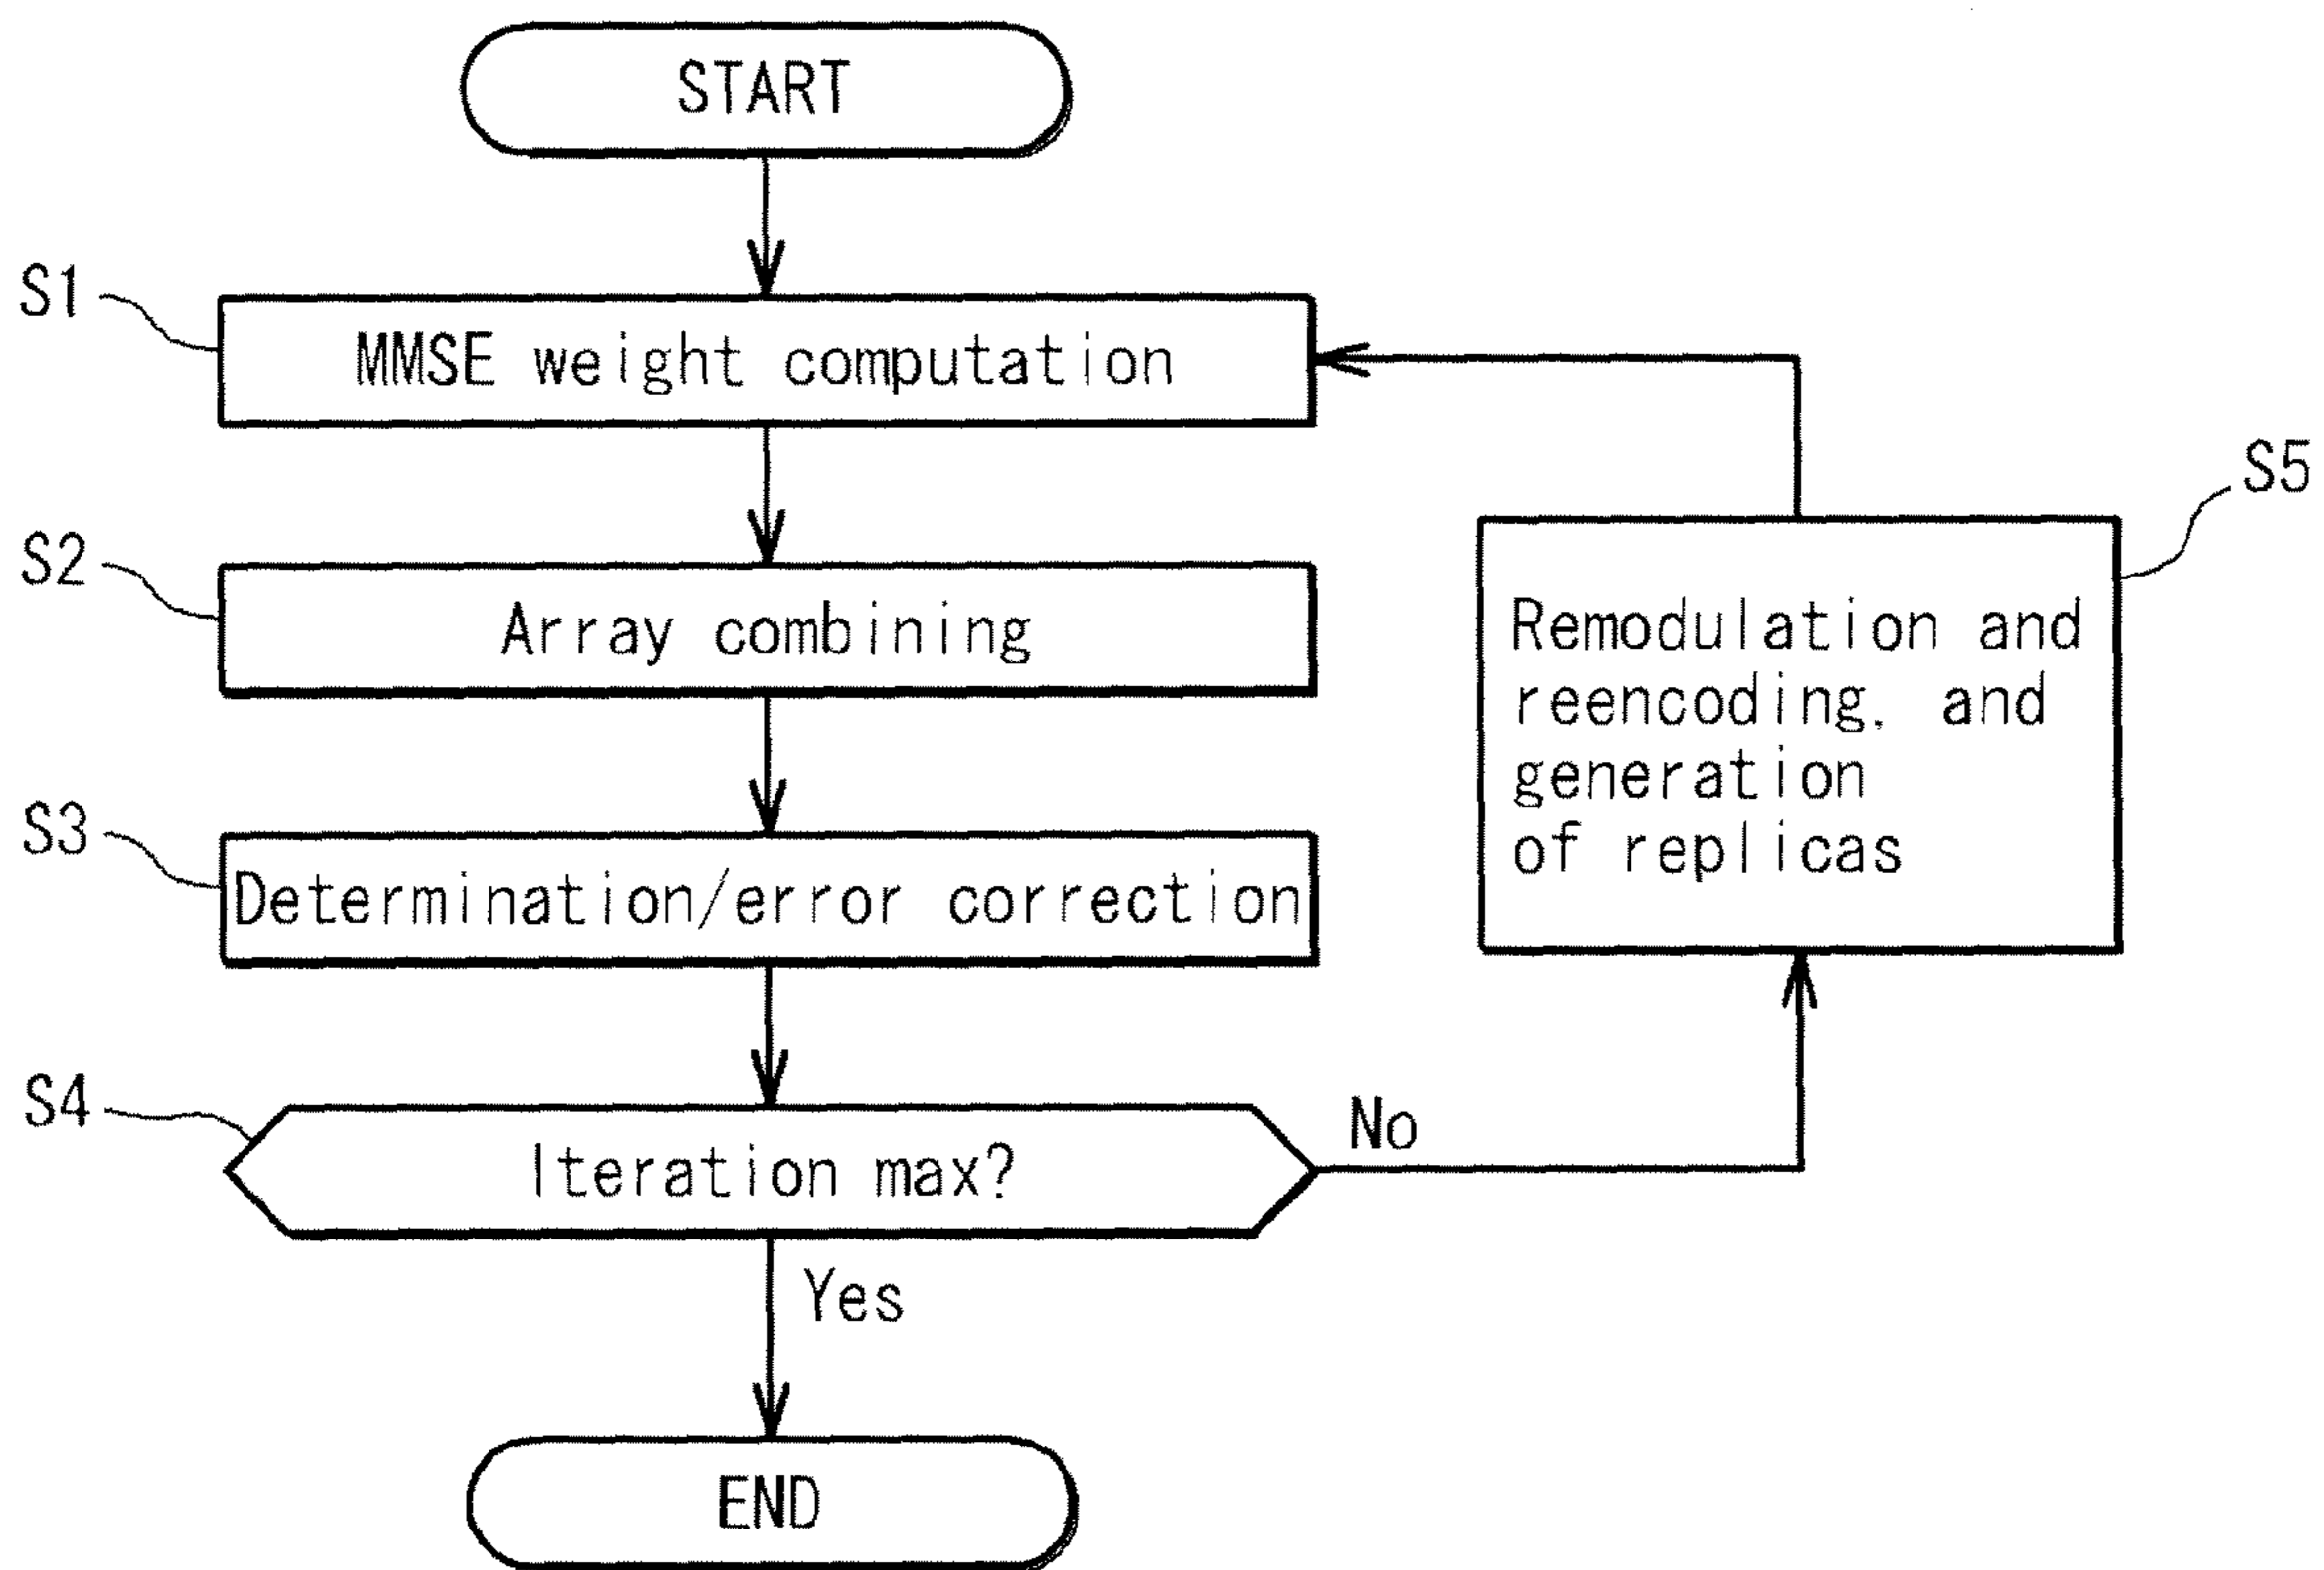 START
S1
MMSE weight computation
S2
Array combining
S3
Determination/error correction
S4
Iteration max?
No
Yes
END
S5
Remodulation and
reencoding, and
generation
of replicas